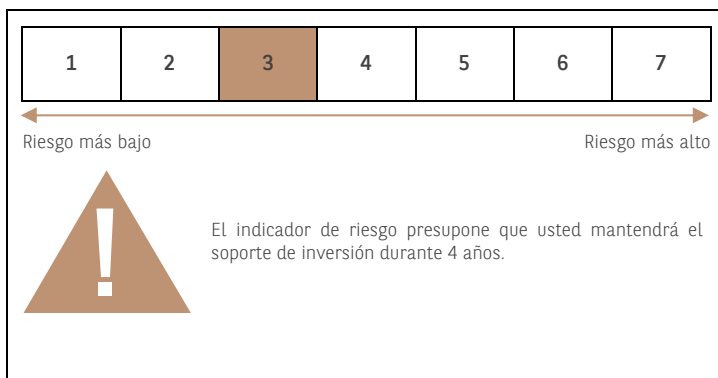 1 2 3 4 5 6 7
Riesgo más bajo Riesgo más alto
!
El indicador de riesgo presupone que usted mantendrá el
soporte de inversión durante 4 años.